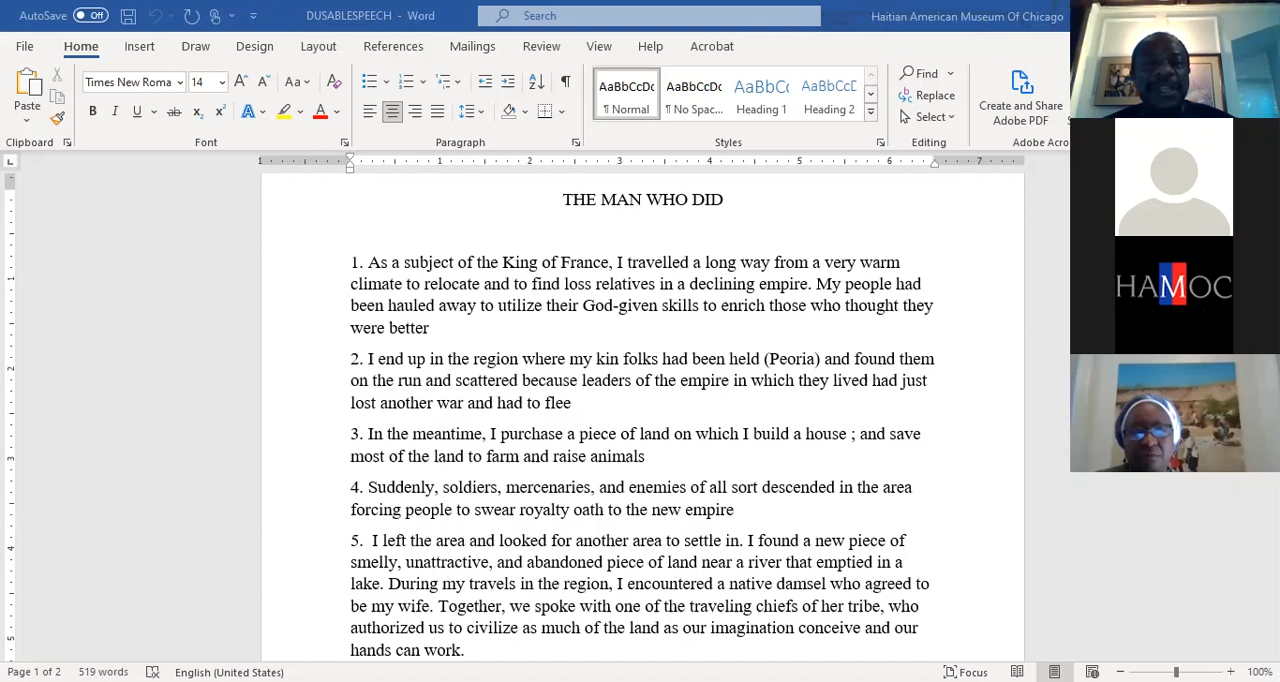 AutoSave Off DUSABLESPEECH - Word Search Haitian American Museum Of Chicago
File Home Insert Draw Design Layout References Mailings Review View Help Acrobat
Paste Times New Roma 14 Aa AaBbCcDc AaBbCcDc AaBbCc AaBbCcD Find
Replace
B I U ab x₂ x² A A ¶ Normal ¶ No Spac... Heading 1 Heading 2 Select Create and Share
Adobe PDF
Clipboard Font Paragraph Styles Editing Adobe Acro
L 1 1 2 3 4 5 6 7
THE MAN WHO DID
1. As a subject of the King of France, I travelled a long way from a very warm
climate to relocate and to find loss relatives in a declining empire. My people had
been hauled away to utilize their God-given skills to enrich those who thought they
were better
2. I end up in the region where my kin folks had been held (Peoria) and found them
on the run and scattered because leaders of the empire in which they lived had just
lost another war and had to flee
3. In the meantime, I purchase a piece of land on which I build a house ; and save
most of the land to farm and raise animals
4. Suddenly, soldiers, mercenaries, and enemies of all sort descended in the area
forcing people to swear royalty oath to the new empire
5. I left the area and looked for another area to settle in. I found a new piece of
smelly, unattractive, and abandoned piece of land near a river that emptied in a
lake. During my travels in the region, I encountered a native damsel who agreed to
be my wife. Together, we spoke with one of the traveling chiefs of her tribe, who
authorized us to civilize as much of the land as our imagination conceive and our
hands can work.
HAMOC
Page 1 of 2 519 words English (United States) Focus 100%